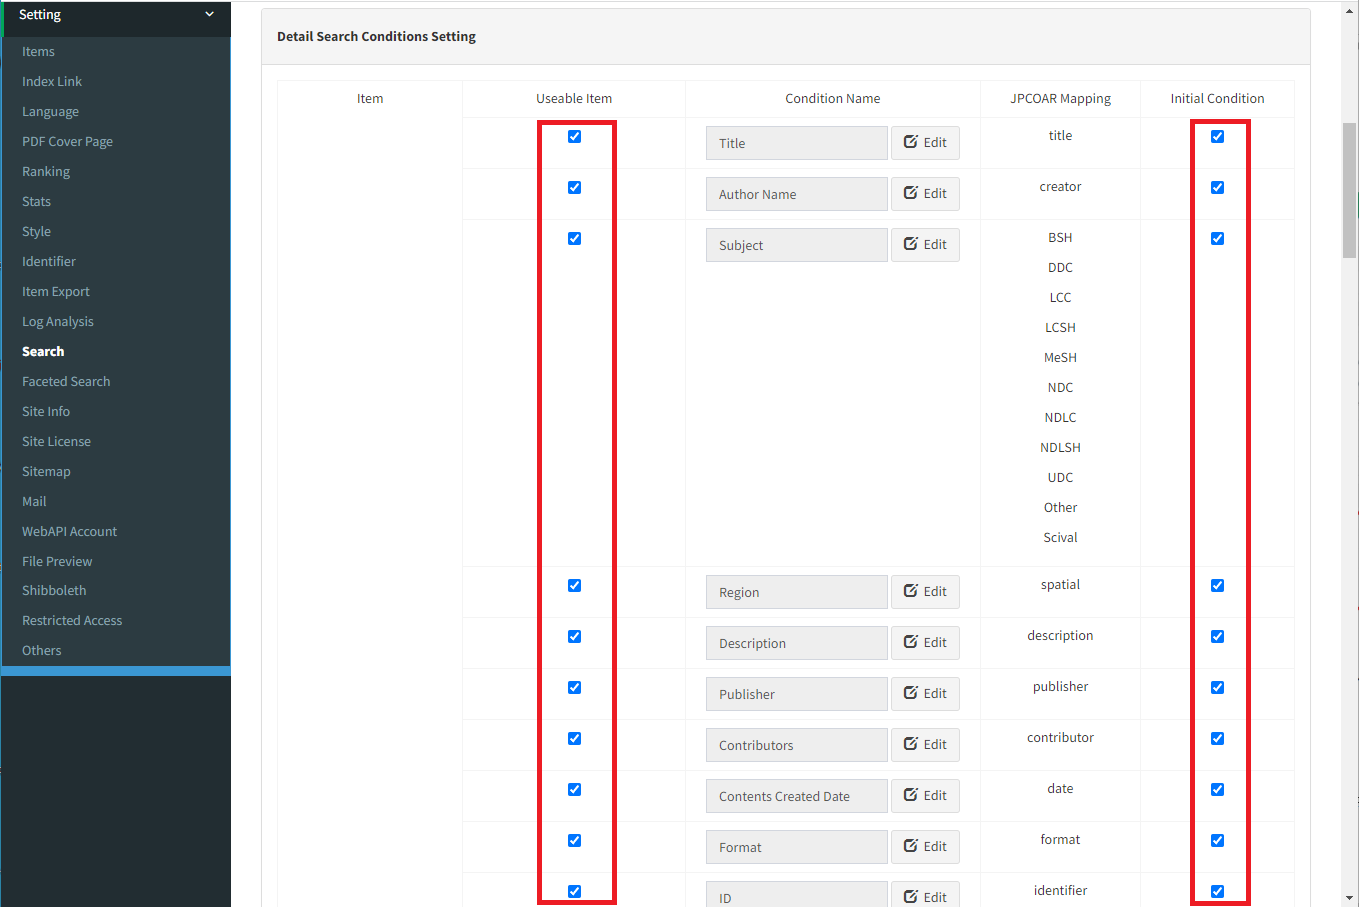 Setting
Items
Index Link
Language
PDF Cover Page
Ranking
Stats
Style
Identifier
Item Export
Log Analysis
Search
Faceted Search
Site Info
Site License
Sitemap
Mail
WebAPI Account
File Preview
Shibboleth
Restricted Access
Others
Detail Search Conditions Setting
Item Useable Item Condition Name JPCOAR Mapping Initial Condition
Title Edit title
Author Name Edit creator
Subject Edit BSH
DDC
LCC
LCSH
MeSH
NDC
NDLC
NDLSH
UDC
Other
Scival
Region Edit spatial
Description Edit description
Publisher Edit publisher
Contributors Edit contributor
Contents Created Date Edit date
Format Edit format
ID Edit identifier